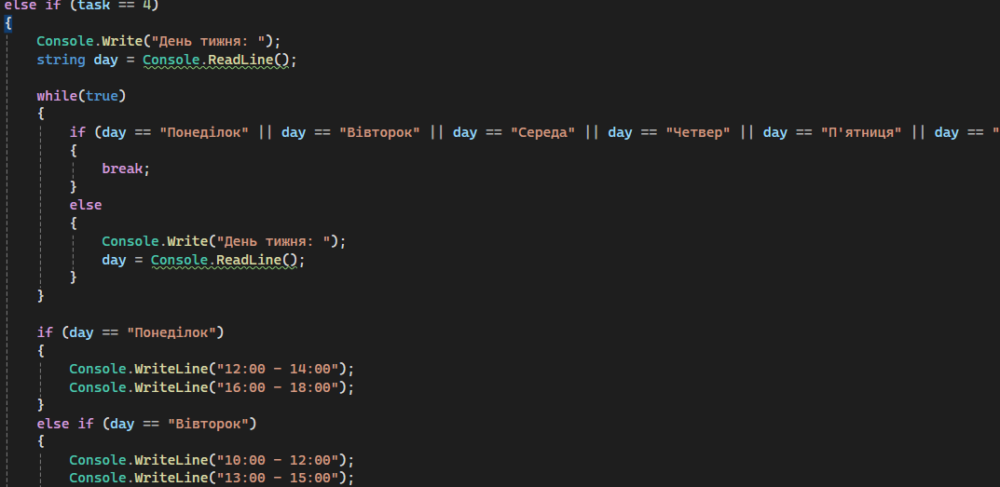 else if (task == 4)
{
Console.Write("День тижня: ");
string day = Console.ReadLine();
while(true)
{
if (day == "Понеділок" || day == "Вівторок" || day == "Середа" || day == "Четвер" || day == "П'ятниця" || day == "
{
break;
}
else
{
Console.Write("День тижня: ");
day = Console.ReadLine();
}
}
if (day == "Понеділок")
{
Console.WriteLine("12:00 - 14:00");
Console.WriteLine("16:00 - 18:00");
}
else if (day == "Вівторок")
{
Console.WriteLine("10:00 - 12:00");
Console.WriteLine("13:00 - 15:00");